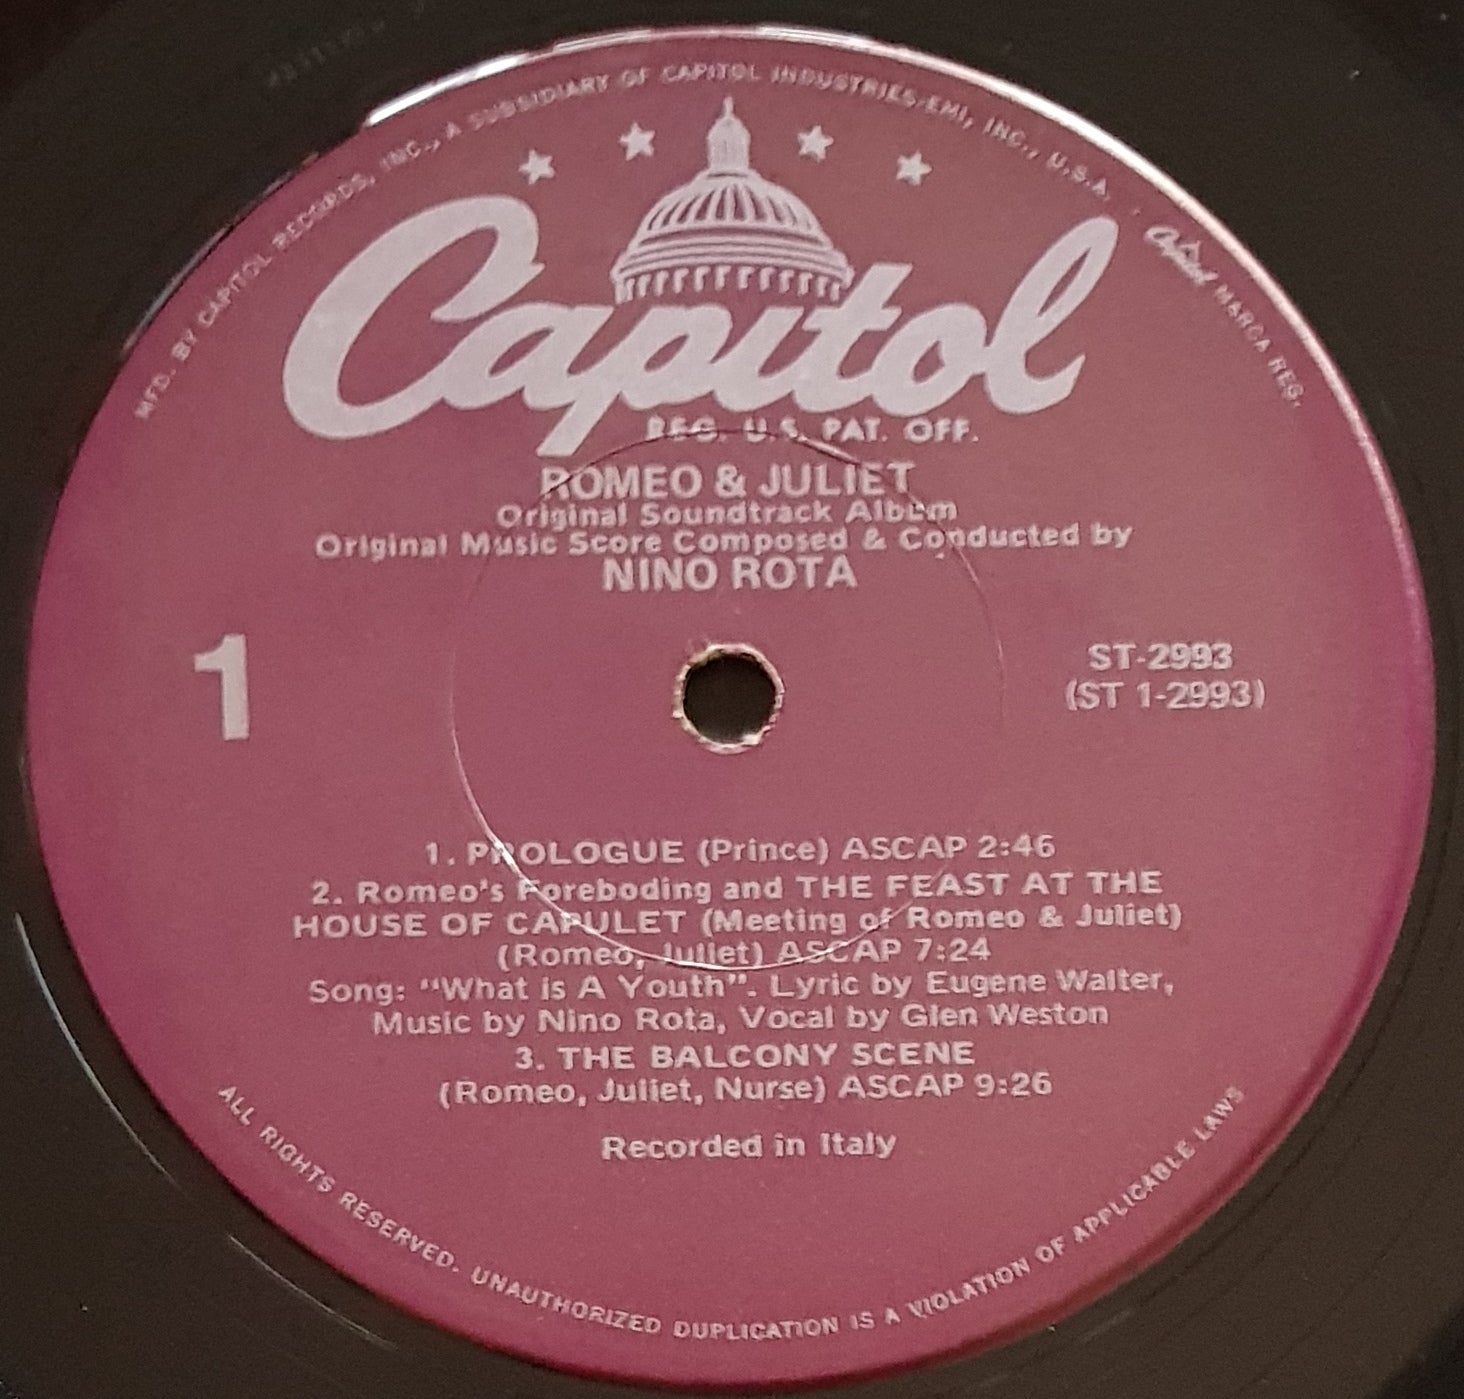 MFD. BY CAPITOL RECORDS, INC., A SUBSIDIARY OF CAPITOL INDUSTRIES-EMI, INC., U.S.A. · Capitol MARCA REG.
Capitol
REG. U.S. PAT. OFF.
ROMEO & JULIET
Original Soundtrack Album
Original Music Score Composed & Conducted by
NINO ROTA
1
ST-2993
(ST 1-2993)
1. PROLOGUE (Prince) ASCAP 2:46
2. Romeo's Foreboding and THE FEAST AT THE
HOUSE OF CAPULET (Meeting of Romeo & Juliet)
(Romeo, Juliet) ASCAP 7:24
Song: "What is A Youth". Lyric by Eugene Walter,
Music by Nino Rota, Vocal by Glen Weston
3. THE BALCONY SCENE
(Romeo, Juliet, Nurse) ASCAP 9:26
Recorded in Italy
ALL RIGHTS RESERVED. UNAUTHORIZED DUPLICATION IS A VIOLATION OF APPLICABLE LAWS